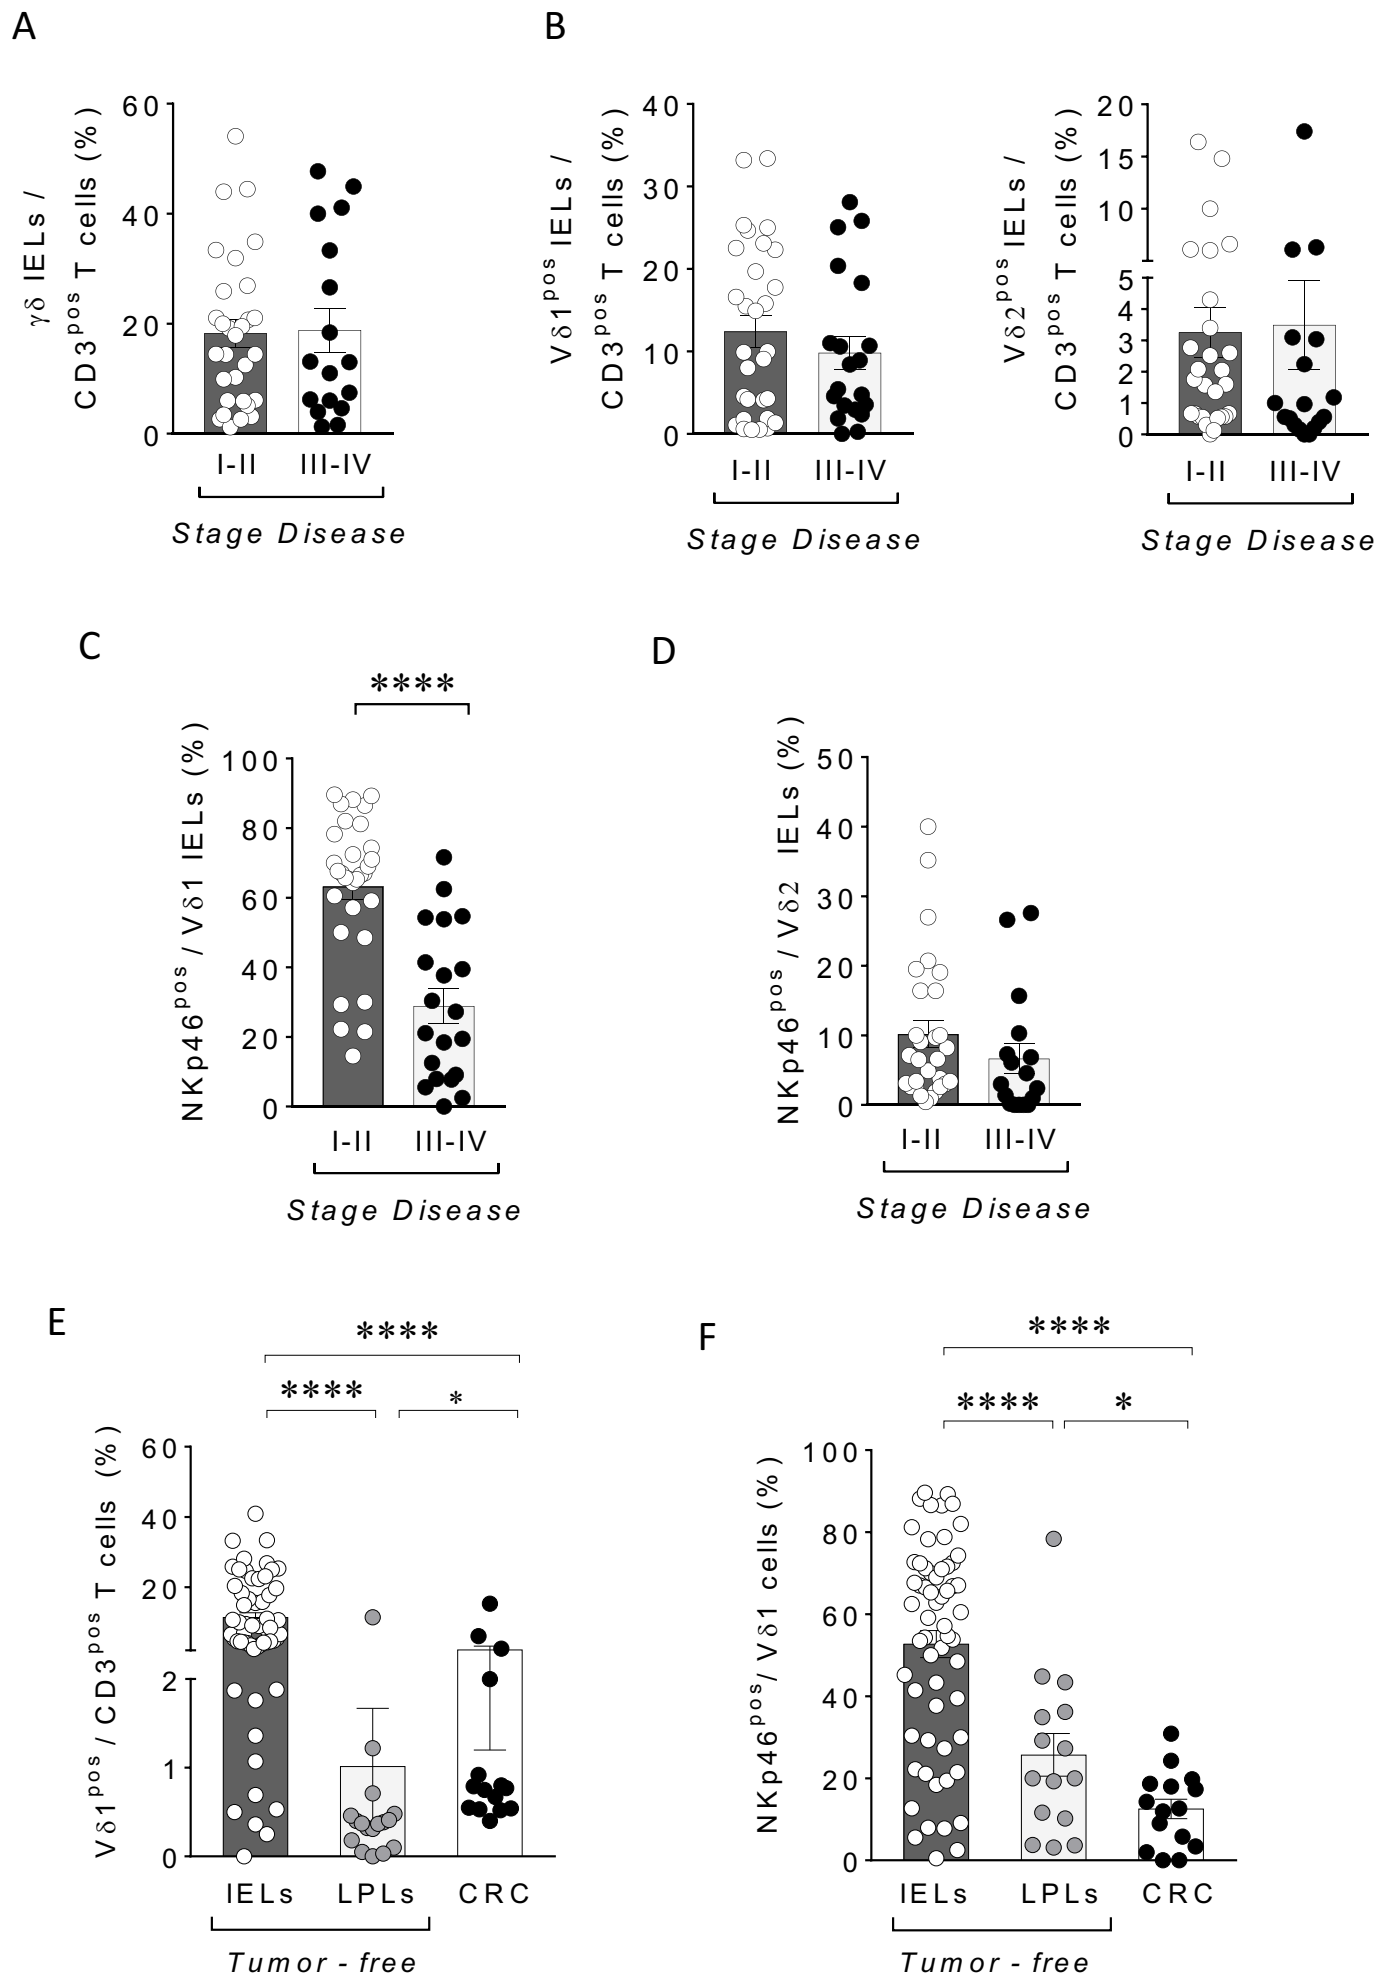 A
B
γδ IELs /
CD3pos T cells (%)
60
40
20
0
I-II III-IV
Stage Disease
Vδ1pos IELs /
CD3pos T cells (%)
40
30
20
10
0
I-II III-IV
Stage Disease
Vδ2pos IELs /
CD3pos T cells (%)
20
15
10
5
4
3
2
1
0
I-II III-IV
Stage Disease
C
****
NKp46pos / Vδ1 IELs (%)
100
80
60
40
20
0
I-II III-IV
Stage Disease
D
NKp46pos / Vδ2 IELs (%)
50
40
30
20
10
0
I-II III-IV
Stage Disease
E
****
**** *
Vδ1pos / CD3pos T cells (%)
60
40
20
2
1
0
IELs LPLs CRC
Tumor - free
F
****
**** *
NKp46pos/ Vδ1 cells (%)
100
80
60
40
20
0
IELs LPLs CRC
Tumor - free